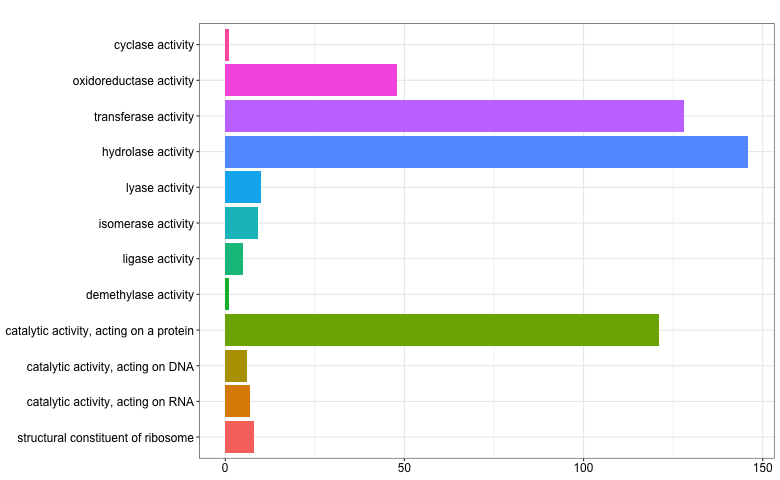 cyclase activity
oxidoreductase activity
transferase activity
hydrolase activity
lyase activity
isomerase activity
ligase activity
demethylase activity
catalytic activity, acting on a protein
catalytic activity, acting on DNA
catalytic activity, acting on RNA
structural constituent of ribosome
0 50 100 150